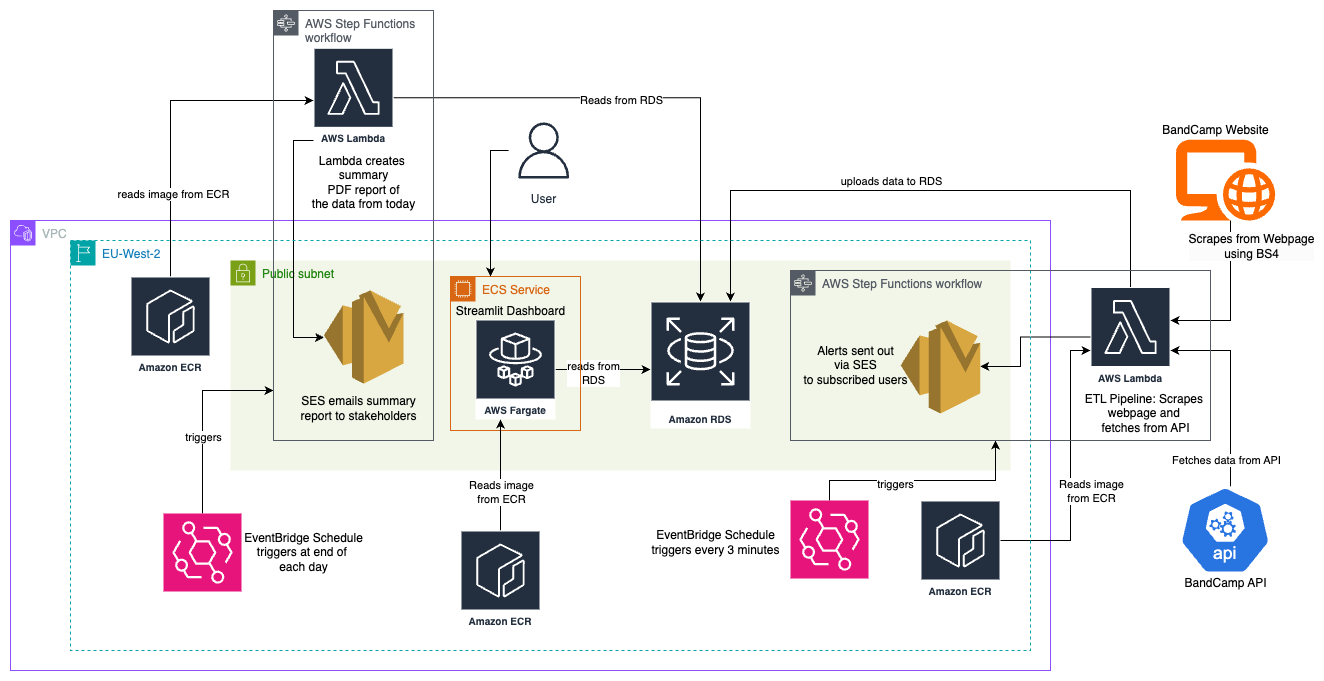 AWS Step Functions
workflow
AWS Lambda
Lambda creates
summary
PDF report of
the data from today
Reads from RDS
reads image from ECR
User
BandCamp Website
Scrapes from Webpage
using BS4
uploads data to RDS
VPC
EU-West-2
Public subnet
Amazon ECR
SES emails summary
report to stakeholders
ECS Service
Streamlit Dashboard
AWS Fargate
reads from
RDS
Amazon RDS
AWS Step Functions workflow
Alerts sent out
via SES
to subscribed users
AWS Lambda
ETL Pipeline: Scrapes
webpage and
fetches from API
triggers
EventBridge Schedule
triggers at end of
each day
Reads image
from ECR
Amazon ECR
triggers
EventBridge Schedule
triggers every 3 minutes
Amazon ECR
Reads image
from ECR
Fetches data from API
api
BandCamp API